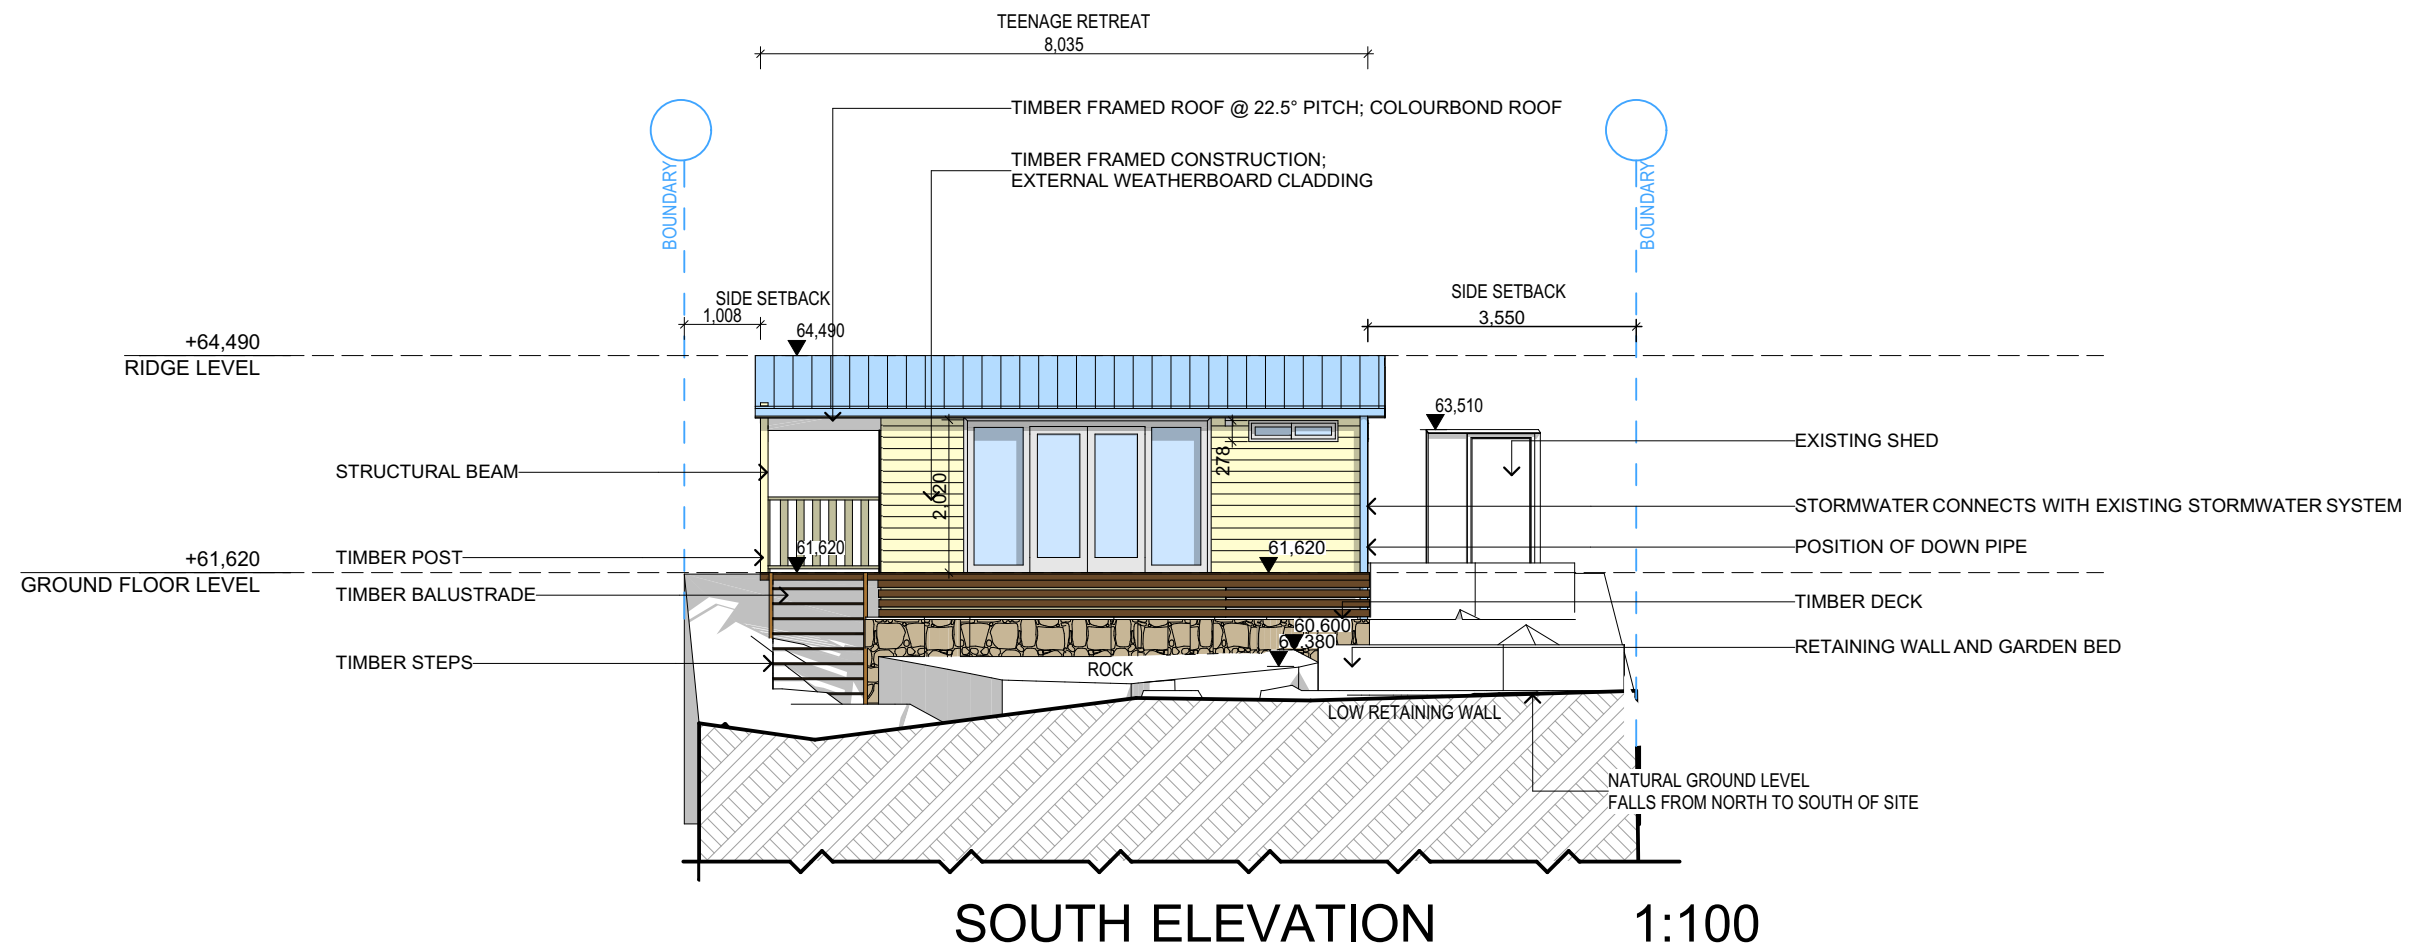 TEENAGE RETREAT
8,035
TIMBER FRAMED ROOF @ 22.5° PITCH; COLOURBOND ROOF
TIMBER FRAMED CONSTRUCTION;
EXTERNAL WEATHERBOARD CLADDING
BOUNDARY
BOUNDARY
SIDE SETBACK
1,008
SIDE SETBACK
3,550
+64,490
RIDGE LEVEL
64,490
63,510
EXISTING SHED
STRUCTURAL BEAM
278
2,020
STORMWATER CONNECTS WITH EXISTING STORMWATER SYSTEM
POSITION OF DOWN PIPE
+61,620
GROUND FLOOR LEVEL
TIMBER POST
61,620
61,620
TIMBER BALUSTRADE
TIMBER DECK
60,600
RETAINING WALL AND GARDEN BED
TIMBER STEPS
ROCK
LOW RETAINING WALL
NATURAL GROUND LEVEL
FALLS FROM NORTH TO SOUTH OF SITE
SOUTH ELEVATION 1:100